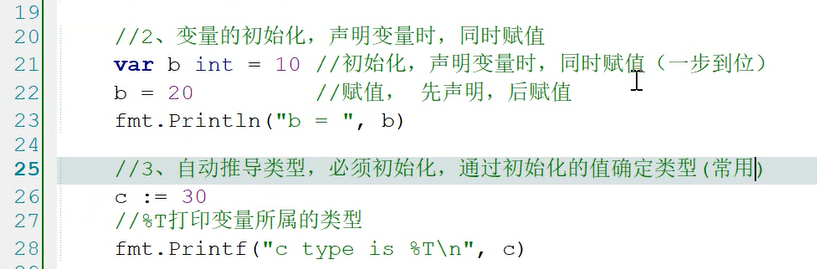 19
20 //2、变量的初始化，声明变量时，同时赋值
21 var b int = 10 //初始化，声明变量时，同时赋值（一步到位）
22 b = 20 //赋值， 先声明，后赋值
23 fmt.Println("b = ", b)
24
25 //3、自动推导类型，必须初始化，通过初始化的值确定类型(常用)
26 c := 30
27 //%T打印变量所属的类型
28 fmt.Printf("c type is %T\n", c)